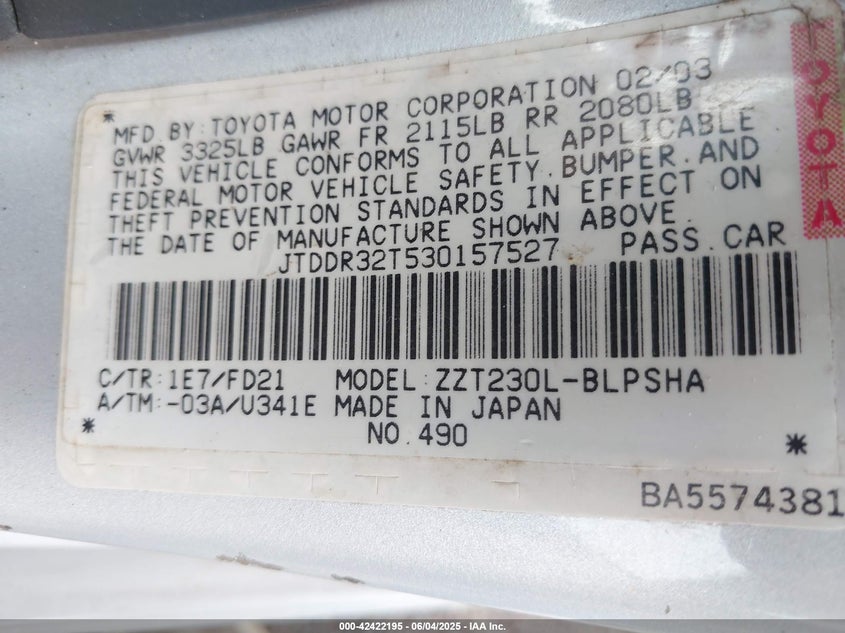 MFD.BY:TOYOTA MOTOR CORPORATION 02/03
GVWR 3325LB GAWR FR 2115LB RR 2080LB
THIS VEHICLE CONFORMS TO ALL APPLICABLE
FEDERAL MOTOR VEHICLE SAFETY.BUMPER.AND
THEFT PREVENTION STANDARDS IN EFFECT ON
THE DATE OF MANUFACTURE SHOWN ABOVE.
JTDDR32T530157527 PASS.CAR
C/TR:1E7/FD21 MODEL:ZZT230L-BLPSHA
A/TM:-03A/U341E MADE IN JAPAN
NO.490
BA5574381
TOYOTA
000-42422195 - 06/04/2025 - IAA Inc.